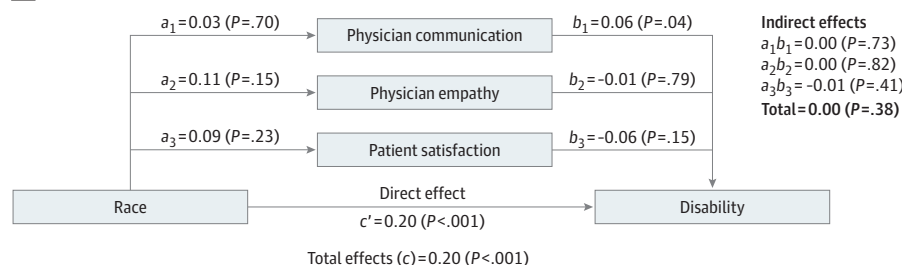 a1=0.03 (P=.70)
Physician communication
b1=0.06 (P=.04)
a2=0.11 (P=.15)
Physician empathy
b2=-0.01 (P=.79)
a3=0.09 (P=.23)
Patient satisfaction
b3=-0.06 (P=.15)
Indirect effects
a1b1=0.00 (P=.73)
a2b2=0.00 (P=.82)
a3b3=-0.01 (P=.41)
Total=0.00 (P=.38)
Race
Direct effect
c'=0.20 (P<.001)
Disability
Total effects (c)=0.20 (P<.001)